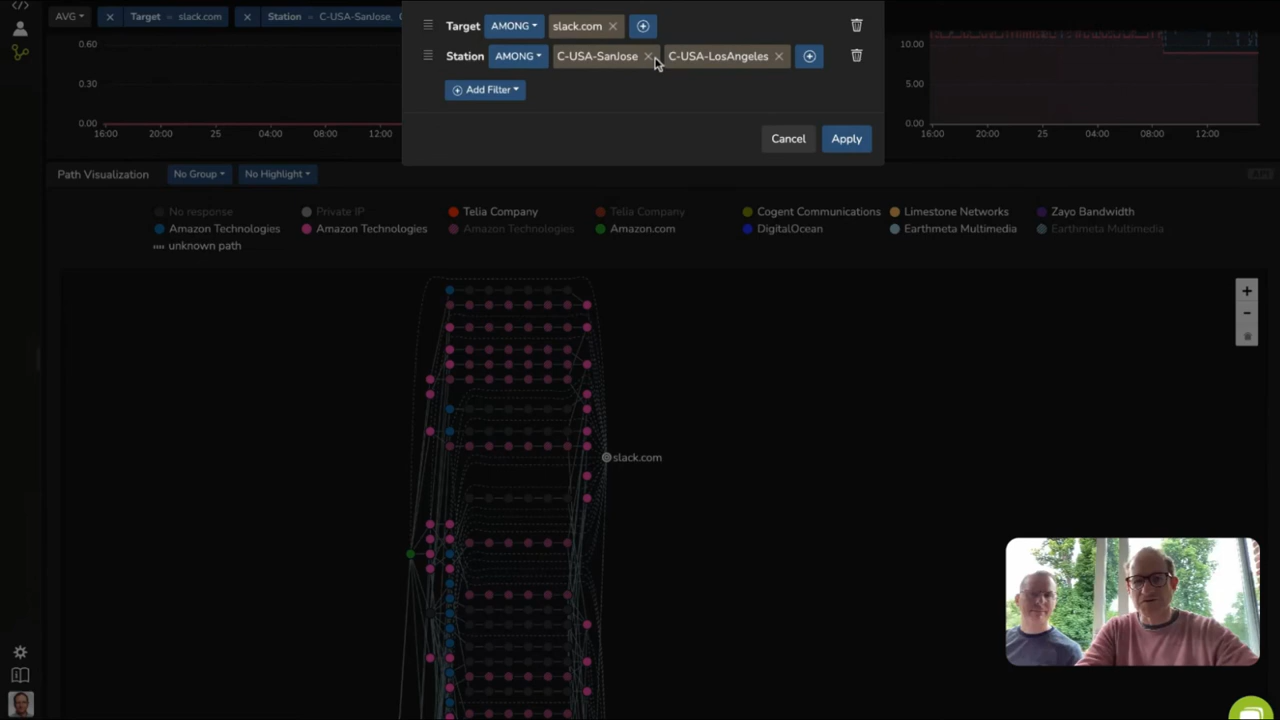 AVG
× Target = slack.com
× Station = C-USA-SanJose,
Target AMONG slack.com ×
Station AMONG C-USA-SanJose × C-USA-LosAngeles ×
Add Filter
Cancel Apply
0.60
0.30
0.00
16:00 20:00 25 04:00 08:00 12:00
10.00
5.00
0.00
16:00 20:00 25 04:00 08:00 12:00
Path Visualization No Group No Highlight API
No response Private IP Telia Company Telia Company Cogent Communications Limestone Networks Zayo Bandwidth
Amazon Technologies Amazon Technologies Amazon Technologies Amazon.com DigitalOcean Earthmeta Multimedia Earthmeta Multimedia
unknown path
+
-
slack.com